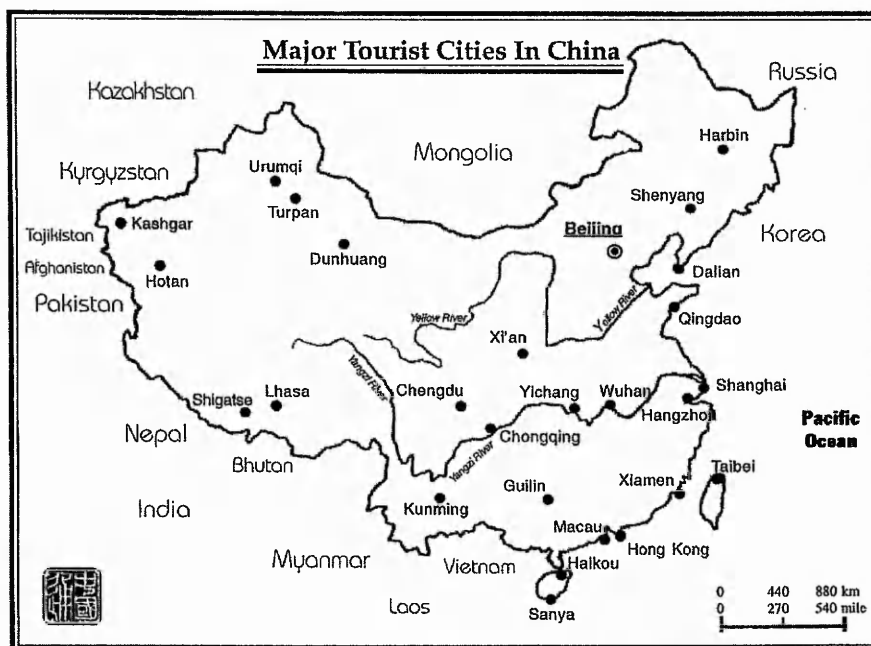 Major Tourist Cities In China
Russia
Kazakhstan
Harbin
Mongolia
Kyrgyzstan
Urumqi
Shenyang
Turpan
Kashgar
Beijing
Korea
Tajikistan
Dunhuang
Afghanistan
Hotan
Dalian
Pakistan
Yellow River
Yellow River
Qingdao
Xi'an
Yangzi River
Shanghai
Shigatse
Lhasa
Chengdu
Yichang
Wuhan
Hangzhou
Pacific
Ocean
Nepal
Chongqing
Bhutan
Yangzi River
Taibei
Xiamen
Guilin
Kunming
India
Macau
Hong Kong
Myanmar
Vietnam
Haikou
Laos
Sanya
0 440 880 km
0 270 540 mile